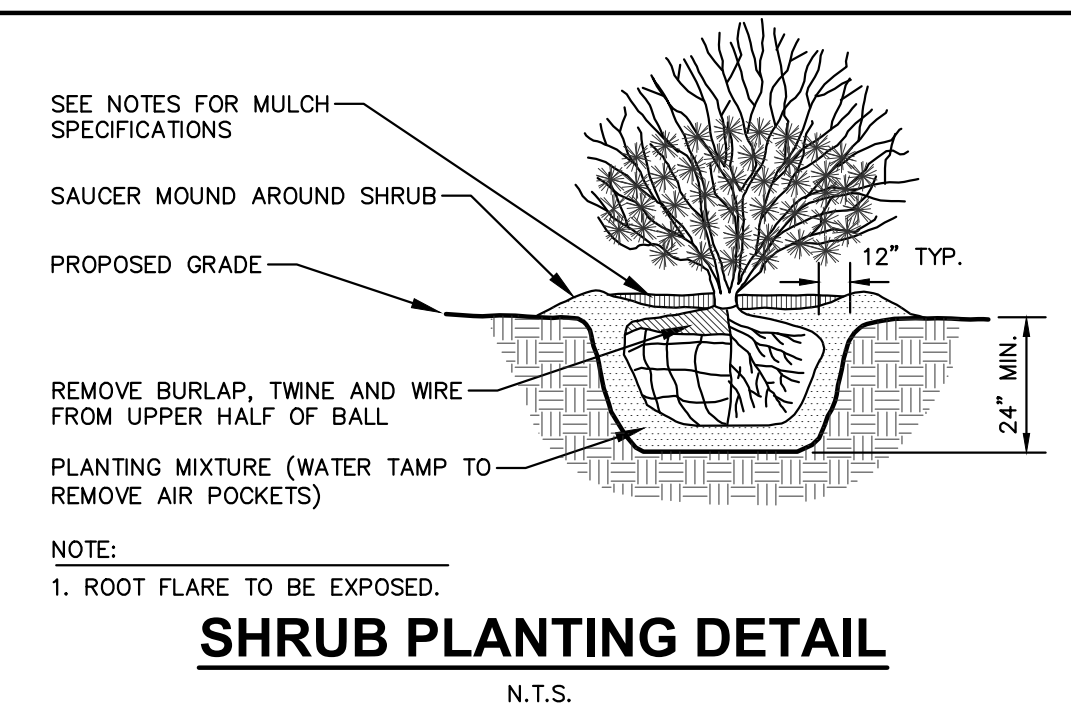 SEE NOTES FOR MULCH
SPECIFICATIONS
SAUCER MOUND AROUND SHRUB
PROPOSED GRADE
12" TYP.
24" MIN.
REMOVE BURLAP, TWINE AND WIRE
FROM UPPER HALF OF BALL
PLANTING MIXTURE (WATER TAMP TO
REMOVE AIR POCKETS)
NOTE:
1. ROOT FLARE TO BE EXPOSED.
SHRUB PLANTING DETAIL
N.T.S.